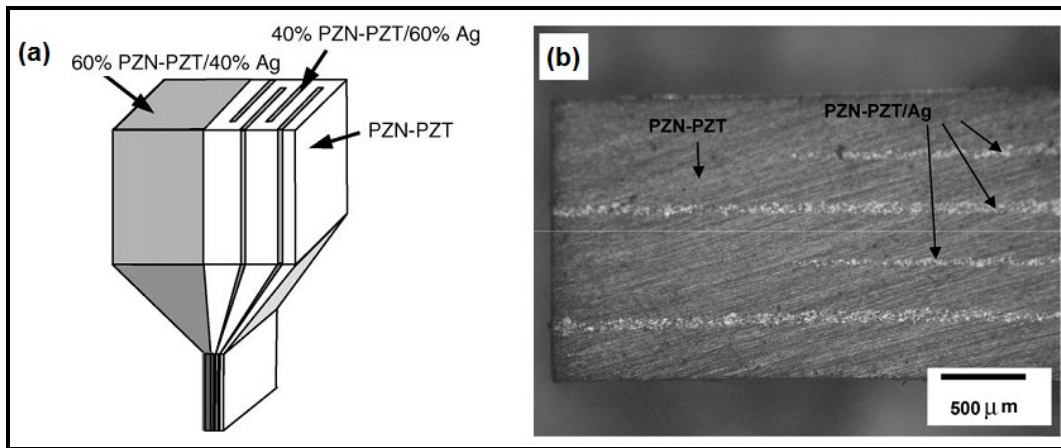 (a)
40% PZN-PZT/60% Ag
60% PZN-PZT/40% Ag
PZN-PZT
(b)
PZN-PZT
PZN-PZT/Ag
500 μm